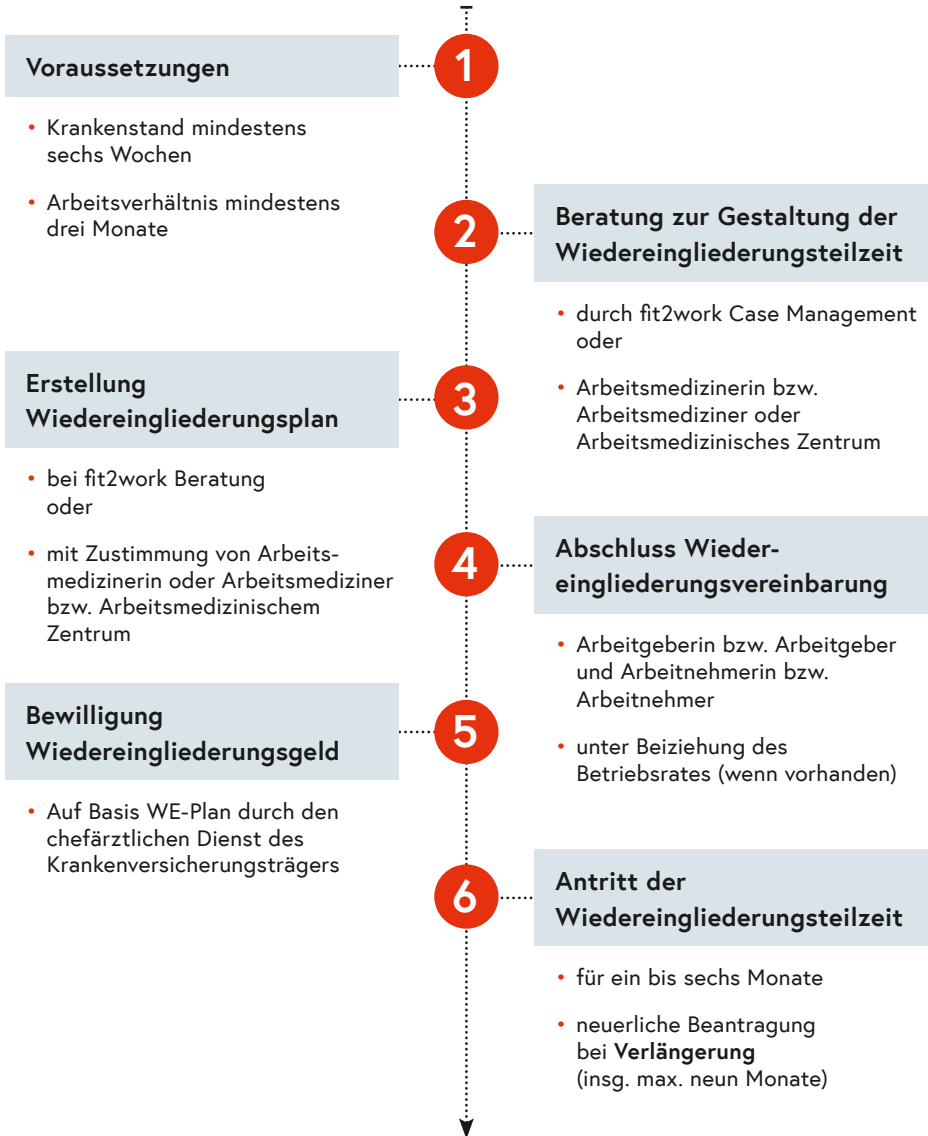 1
Voraussetzungen
• Krankenstand mindestens
sechs Wochen
• Arbeitsverhältnis mindestens
drei Monate
2
Beratung zur Gestaltung der
Wiedereingliederungsteilzeit
• durch fit2work Case Management
oder
• Arbeitsmedizinerin bzw.
Arbeitsmediziner oder
Arbeitsmedizinisches Zentrum
3
Erstellung
Wiedereingliederungsplan
• bei fit2work Beratung
oder
• mit Zustimmung von Arbeits-
medizinerin oder Arbeitsmediziner
bzw. Arbeitsmedizinischem
Zentrum
4
Abschluss Wieder-
eingliederungsvereinbarung
• Arbeitgeberin bzw. Arbeitgeber
und Arbeitnehmerin bzw.
Arbeitnehmer
• unter Beiziehung des
Betriebsrates (wenn vorhanden)
5
Bewilligung
Wiedereingliederungsgeld
• Auf Basis WE-Plan durch den
chefärztlichen Dienst des
Krankenversicherungsträgers
6
Antritt der
Wiedereingliederungsteilzeit
• für ein bis sechs Monate
• neuerliche Beantragung
bei Verlängerung
(insg. max. neun Monate)